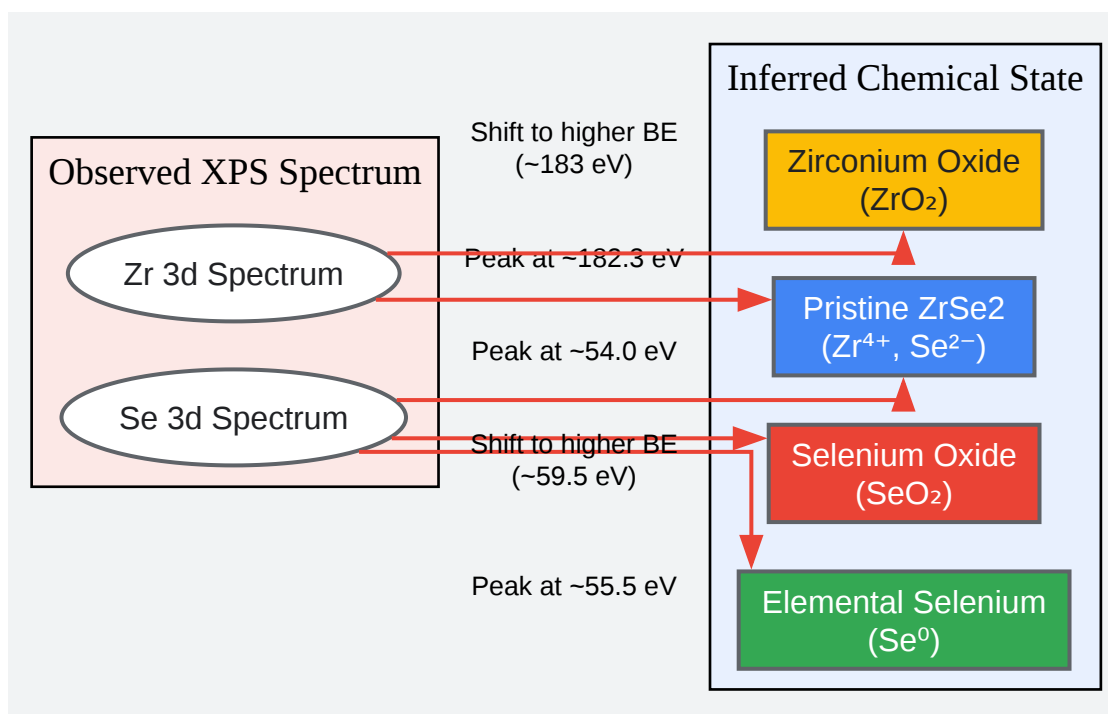 Observed XPS Spectrum
Zr 3d Spectrum
Se 3d Spectrum
Shift to higher BE
(~183 eV)
Peak at ~182.3 eV
Peak at ~54.0 eV
Shift to higher BE
(~59.5 eV)
Peak at ~55.5 eV
Inferred Chemical State
Zirconium Oxide
(ZrO₂)
Pristine ZrSe2
(Zr⁴⁺, Se²⁻)
Selenium Oxide
(SeO₂)
Elemental Selenium
(Se⁰)